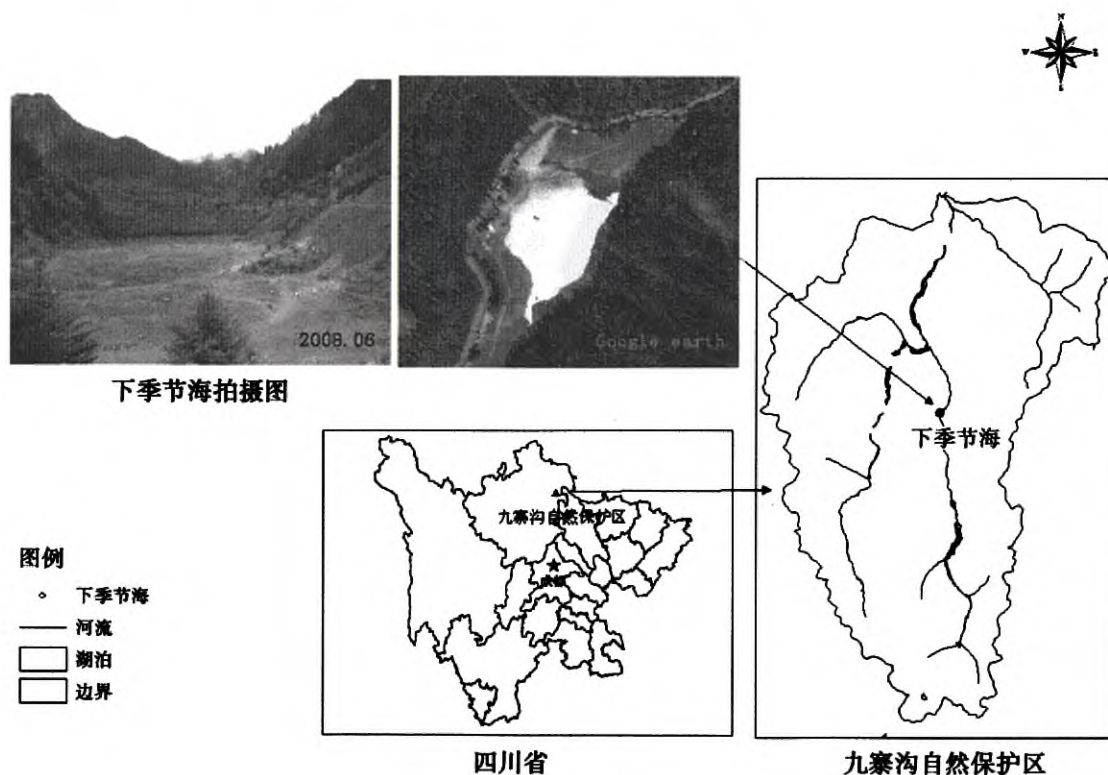 N
W
E
S
2008.06
Google earth
下季节海拍摄图
下季节海
九寨沟自然保护区
成都
图例
下季节海
河流
湖泊
边界
四川省
九寨沟自然保护区